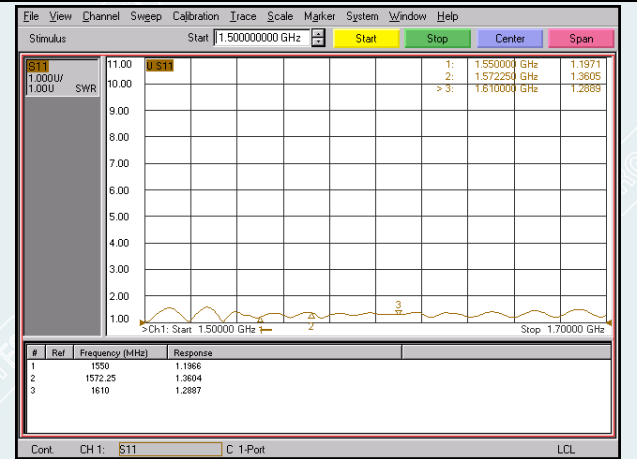 File View Channel Sweep Calibration Trace Scale Marker System Window Help
Stimulus Start 1.500000000 GHz Start Stop Center Span
S11
1.000U/
1.00U SWR
11.00
10.00
9.00
8.00
7.00
6.00
5.00
4.00
3.00
2.00
1.00
U S11
1: 1.550000 GHz 1.1971
2: 1.572250 GHz 1.3605
> 3: 1.610000 GHz 1.2889
3
1
2
>Ch1: Start 1.50000 GHz
Stop 1.70000 GHz
# Ref Frequency (MHz) Response
1 1550 1.1966
2 1572.25 1.3604
3 1610 1.2887
Cont. CH 1: S11 C 1-Port LCL